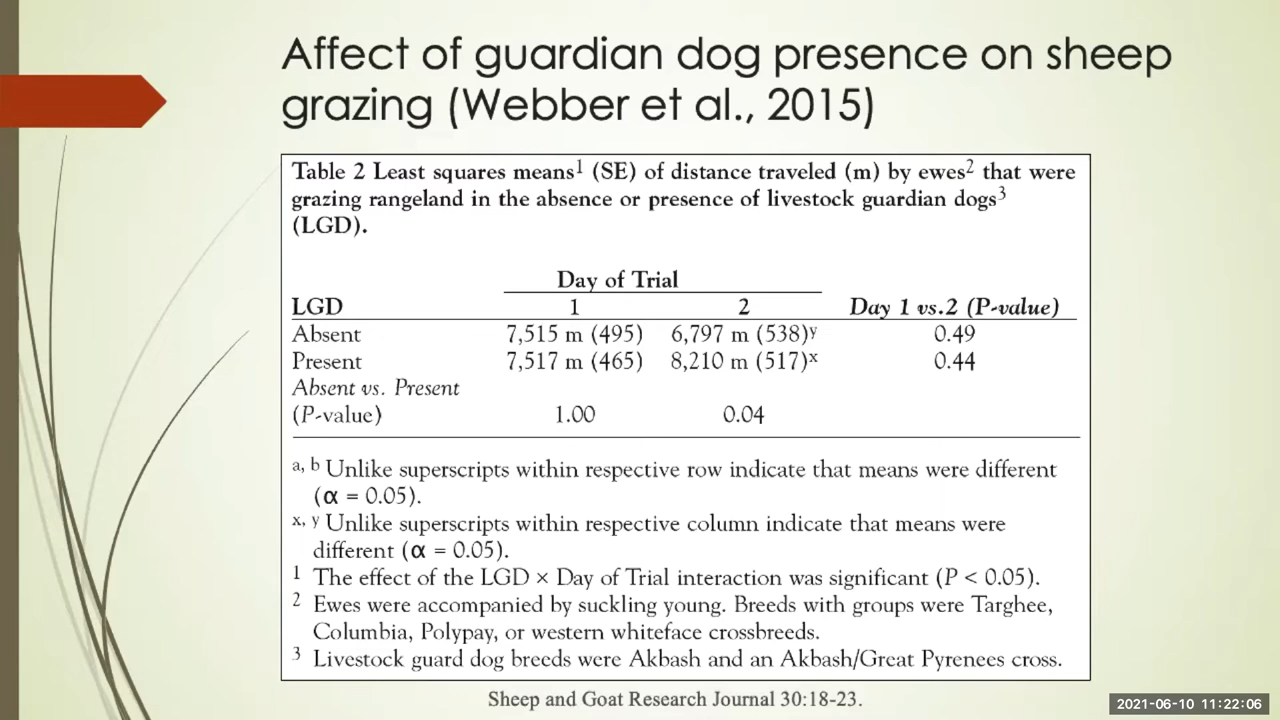 Affect of guardian dog presence on sheep
grazing (Webber et al., 2015)
Table 2 Least squares means¹ (SE) of distance traveled (m) by ewes² that were
grazing rangeland in the absence or presence of livestock guardian dogs³
(LGD).
Day of Trial
LGD 1 2 Day 1 vs.2 (P-value)
Absent 7,515 m (495) 6,797 m (538)ʸ 0.49
Present 7,517 m (465) 8,210 m (517)ˣ 0.44
Absent vs. Present
(P-value) 1.00 0.04
a, b Unlike superscripts within respective row indicate that means were different
(α = 0.05).
x, y Unlike superscripts within respective column indicate that means were
different (α = 0.05).
1 The effect of the LGD × Day of Trial interaction was significant (P < 0.05).
2 Ewes were accompanied by suckling young. Breeds with groups were Targhee,
Columbia, Polypay, or western whiteface crossbreeds.
3 Livestock guard dog breeds were Akbash and an Akbash/Great Pyrenees cross.
Sheep and Goat Research Journal 30:18-23.
2021-06-10 11:22:06